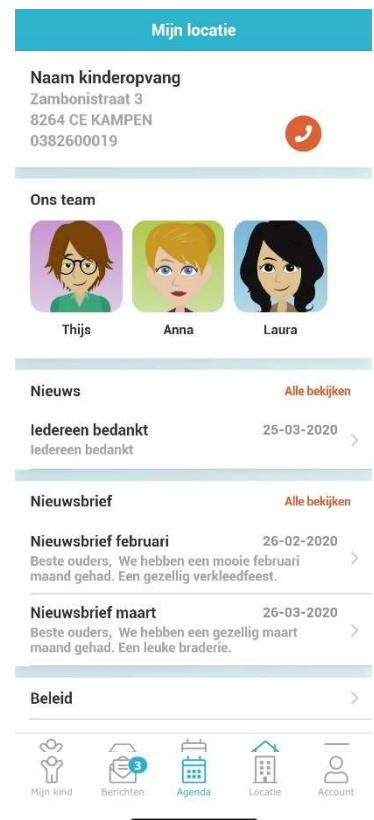 Mijn locatie
Naam kinderopvang
Zambonistraat 3
8264 CE KAMPEN
0382600019
Ons team
Thijs Anna Laura
Nieuws Alle bekijken
Iedereen bedankt 25-03-2020
Iedereen bedankt
Nieuwsbrief Alle bekijken
Nieuwsbrief februari 26-02-2020
Beste ouders, We hebben een mooie februari
maand gehad. Een gezellig verkleedfeest.
Nieuwsbrief maart 26-03-2020
Beste ouders, We hebben een gezellig maart
maand gehad. Een leuke braderie.
Beleid
3
Mijn kind Berichten Agenda Locatie Account